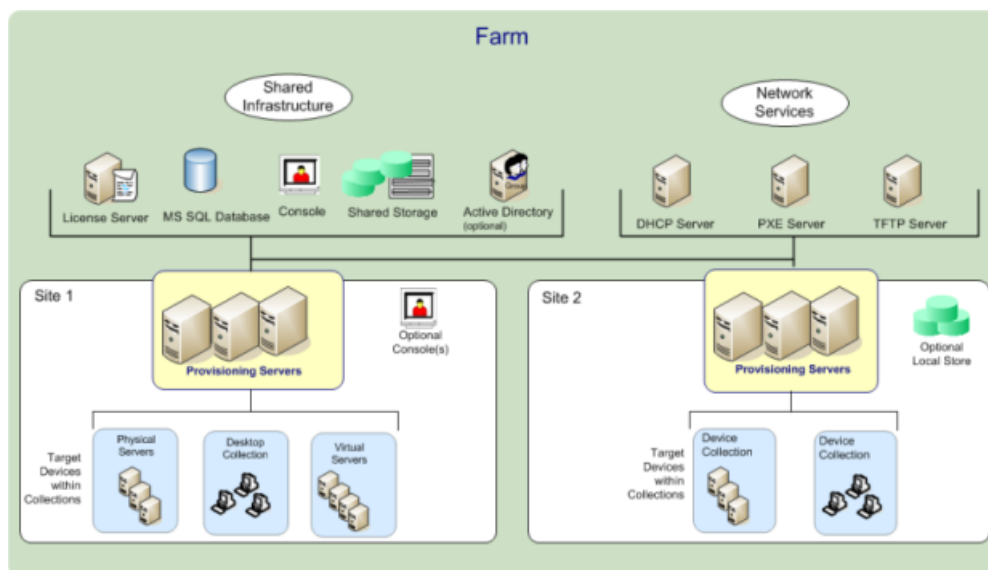 Farm
Shared
Infrastructure
Network
Services
License Server
MS SQL Database
Console
Shared Storage
Group
Active Directory
(optional)
DHCP Server
PXE Server
TFTP Server
Site 1
Provisioning Servers
Optional
Console(s)
Target
Devices
within
Collections
Physical
Servers
Desktop
Collection
Virtual
Servers
Site 2
Provisioning Servers
Optional
Local Store
Target
Devices
within
Collections
Device
Collection
Device
Collection